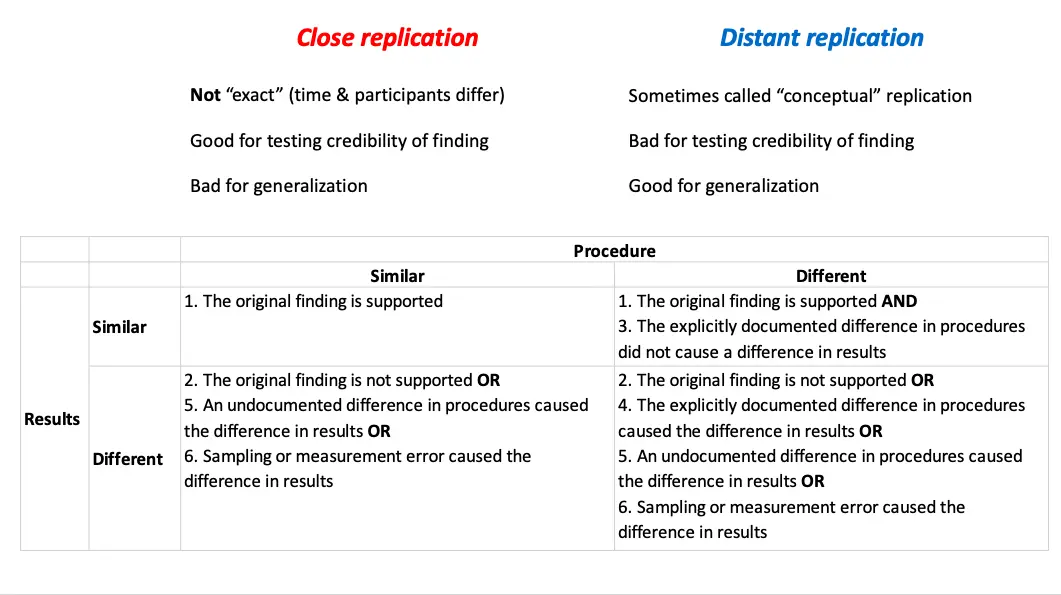 Close replication
Distant replication
Not “exact” (time & participants differ)
Sometimes called “conceptual” replication
Good for testing credibility of finding
Bad for testing credibility of finding
Bad for generalization
Good for generalization
Procedure
Similar
Different
Results
Similar
1. The original finding is supported
1. The original finding is supported AND
3. The explicitly documented difference in procedures
did not cause a difference in results
Different
2. The original finding is not supported OR
5. An undocumented difference in procedures caused
the difference in results OR
6. Sampling or measurement error caused the
difference in results
2. The original finding is not supported OR
4. The explicitly documented difference in procedures
caused the difference in results OR
5. An undocumented difference in procedures caused
the difference in results OR
6. Sampling or measurement error caused the
difference in results